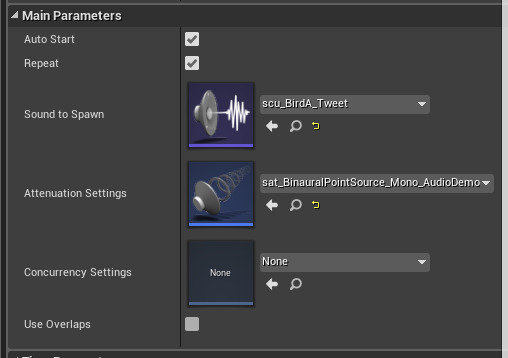 Main Parameters
Auto Start
Repeat
Sound to Spawn
scu_BirdA_Tweet
Attenuation Settings
sat_BinauralPointSource_Mono_AudioDemo
Concurrency Settings
None
None
Use Overlaps